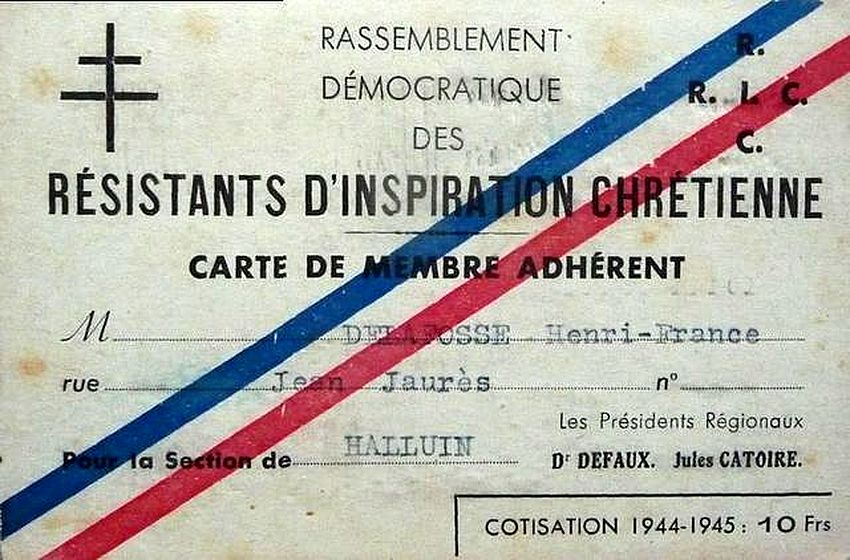 RASSEMBLEMENT
DÉMOCRATIQUE
DES
R.
R. L. C.
C.
RÉSISTANTS D'INSPIRATION CHRÉTIENNE
CARTE DE MEMBRE ADHÉRENT
M DELAFOSSE Henri-France
rue Jean Jaurès n°
Les Présidents Régionaux
Pour la Section de HALLUIN
Dr DEFAUX. Jules CATOIRE.
COTISATION 1944-1945 : 10 Frs